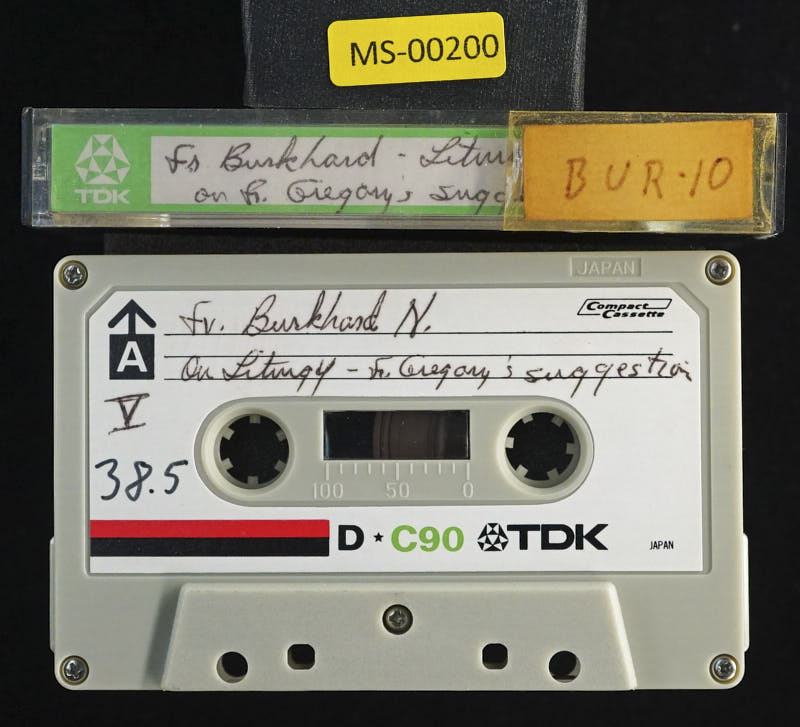 MS-00200
TDK
Fr Burkhard - Litur
on Fr. Gregory's sugg
BUR-10
JAPAN
A
Fr. Burkhard N.
Compact Cassette
On Liturgy - Fr. Gregory's suggestion
V
38.5
100 50 0
D ★ C90 TDK JAPAN